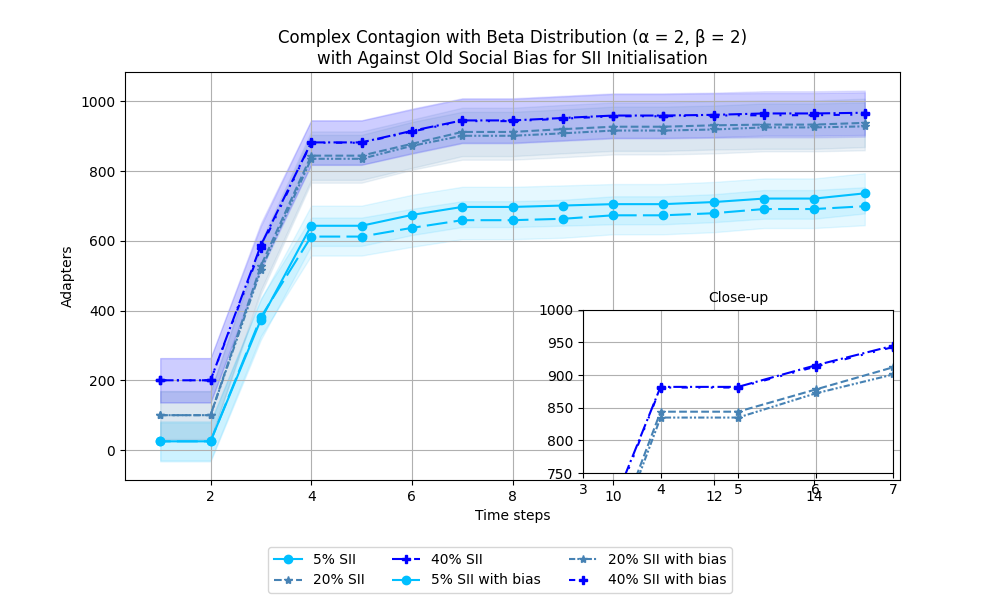 Complex Contagion with Beta Distribution (α = 2, β = 2)
with Against Old Social Bias for SII Initialisation
1000
800
600
400
200
0
Adapters
2
4
6
8
10
12
14
Time steps
Close-up
1000
950
900
850
800
750
3
4
5
6
7
5% SII
20% SII
40% SII
5% SII with bias
20% SII with bias
40% SII with bias